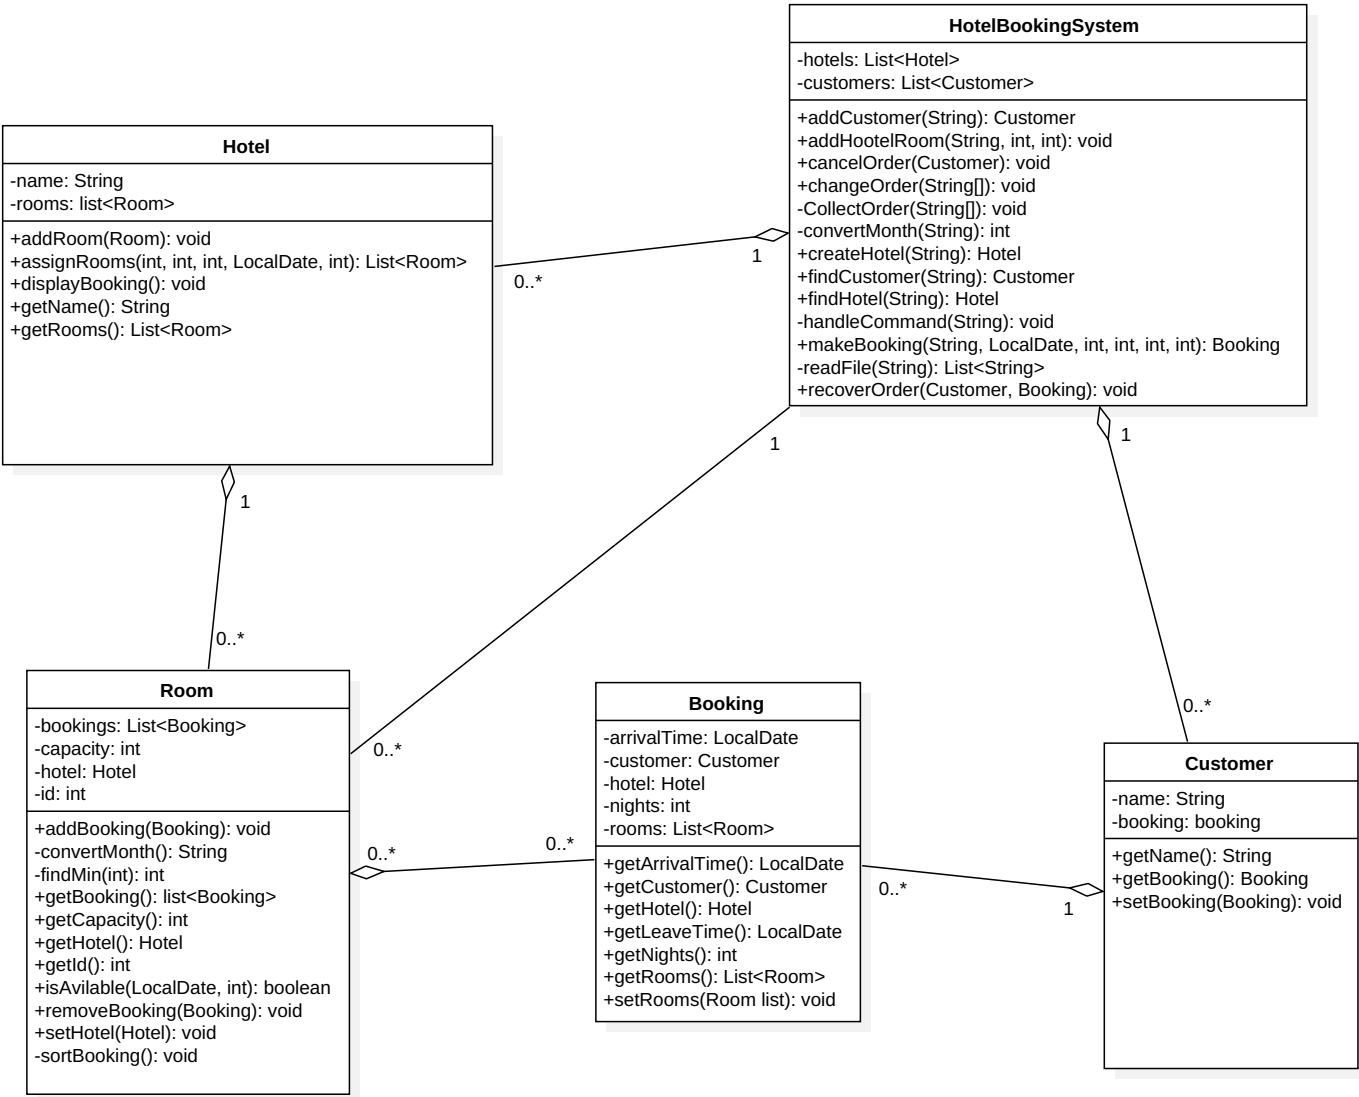 HotelBookingSystem
-hotels: List<Hotel>
-customers: List<Customer>
+addCustomer(String): Customer
+addHootelRoom(String, int, int): void
+cancelOrder(Customer): void
+changeOrder(String[]): void
-CollectOrder(String[]): void
-convertMonth(String): int
+createHotel(String): Hotel
+findCustomer(String): Customer
+findHotel(String): Hotel
-handleCommand(String): void
+makeBooking(String, LocalDate, int, int, int, int): Booking
-readFile(String): List<String>
+recoverOrder(Customer, Booking): void
Hotel
-name: String
-rooms: list<Room>
+addRoom(Room): void
+assignRooms(int, int, int, LocalDate, int): List<Room>
+displayBooking(): void
+getName(): String
+getRooms(): List<Room>
1
0..*
1
1
1
0..*
0..*
0..*
Room
-bookings: List<Booking>
-capacity: int
-hotel: Hotel
-id: int
+addBooking(Booking): void
-convertMonth(): String
-findMin(int): int
+getBooking(): list<Booking>
+getCapacity(): int
+getHotel(): Hotel
+getId(): int
+isAvilable(LocalDate, int): boolean
+removeBooking(Booking): void
+setHotel(Hotel): void
-sortBooking(): void
0..*
0..*
Booking
-arrivalTime: LocalDate
-customer: Customer
-hotel: Hotel
-nights: int
-rooms: List<Room>
+getArrivalTime(): LocalDate
+getCustomer(): Customer
+getHotel(): Hotel
+getLeaveTime(): LocalDate
+getNights(): int
+getRooms(): List<Room>
+setRooms(Room list): void
0..*
1
Customer
-name: String
-booking: booking
+getName(): String
+getBooking(): Booking
+setBooking(Booking): void